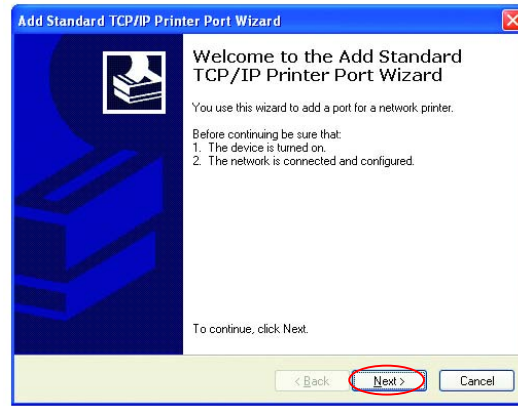 Add Standard TCP/IP Printer Port Wizard
Welcome to the Add Standard
TCP/IP Printer Port Wizard
You use this wizard to add a port for a network printer.
Before continuing be sure that:
1. The device is turned on.
2. The network is connected and configured.
To continue, click Next.
< Back Next > Cancel